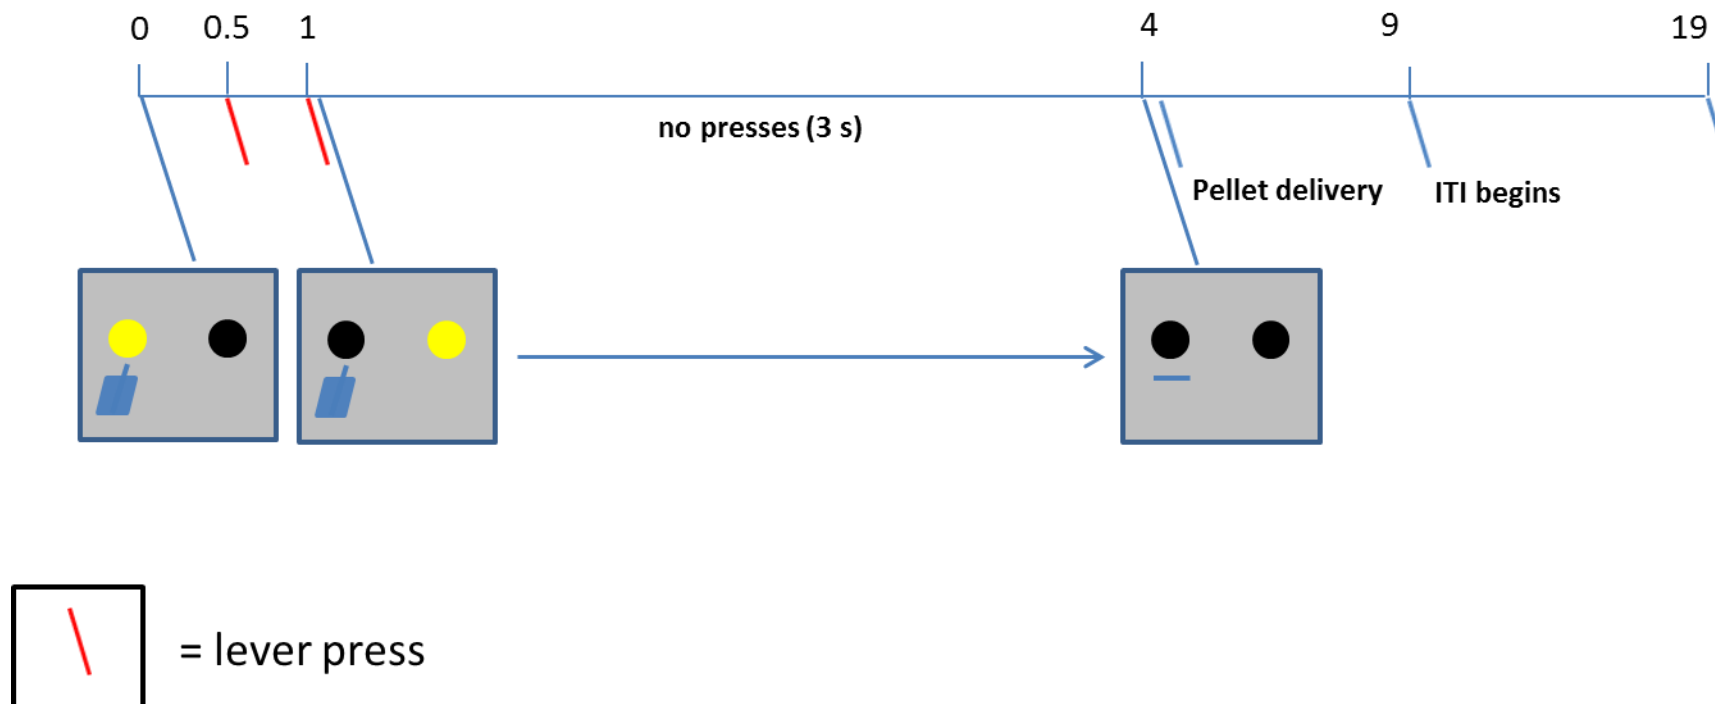 0 0.5 1 4 9 19
no presses (3 s)
Pellet delivery ITI begins
= lever press